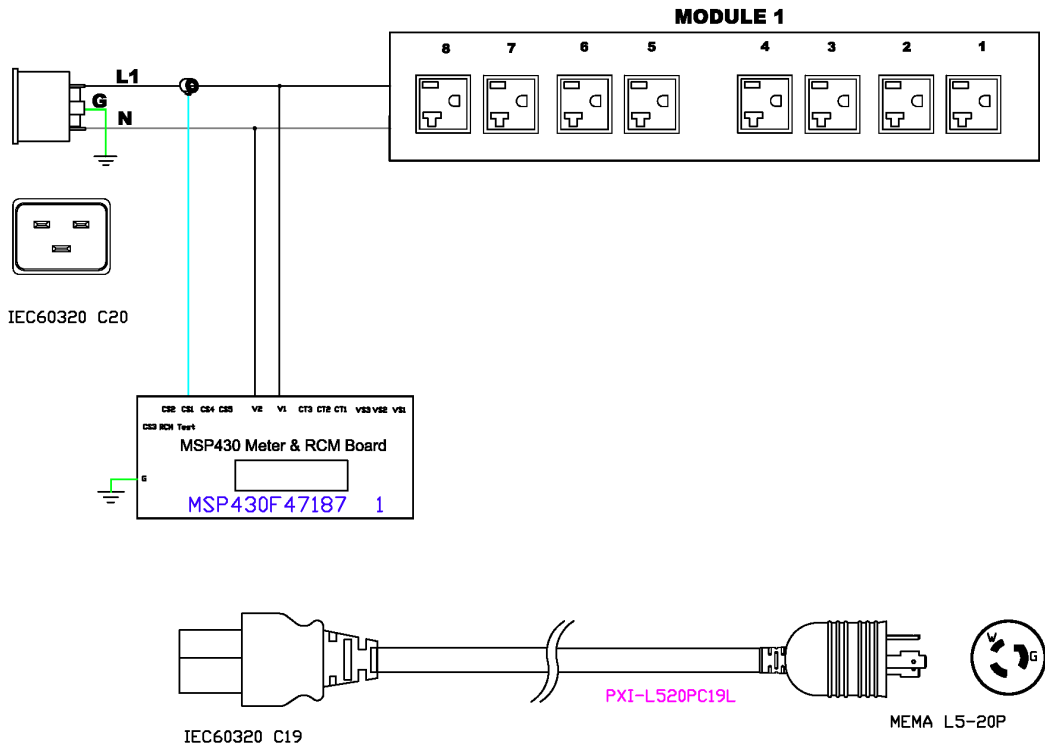 MODULE 1
8 7 6 5 4 3 2 1
L1
G
N
IEC60320 C20
CS2 CS1 CS4 CS5 V2 V1 CT3 CT2 CT1 VS3 VS2 VS1
CS3 RCM Test
MSP430 Meter & RCM Board
G
MSP430F47187 1
W
G
PXI-L520PC19L
MEMA L5-20P
IEC60320 C19